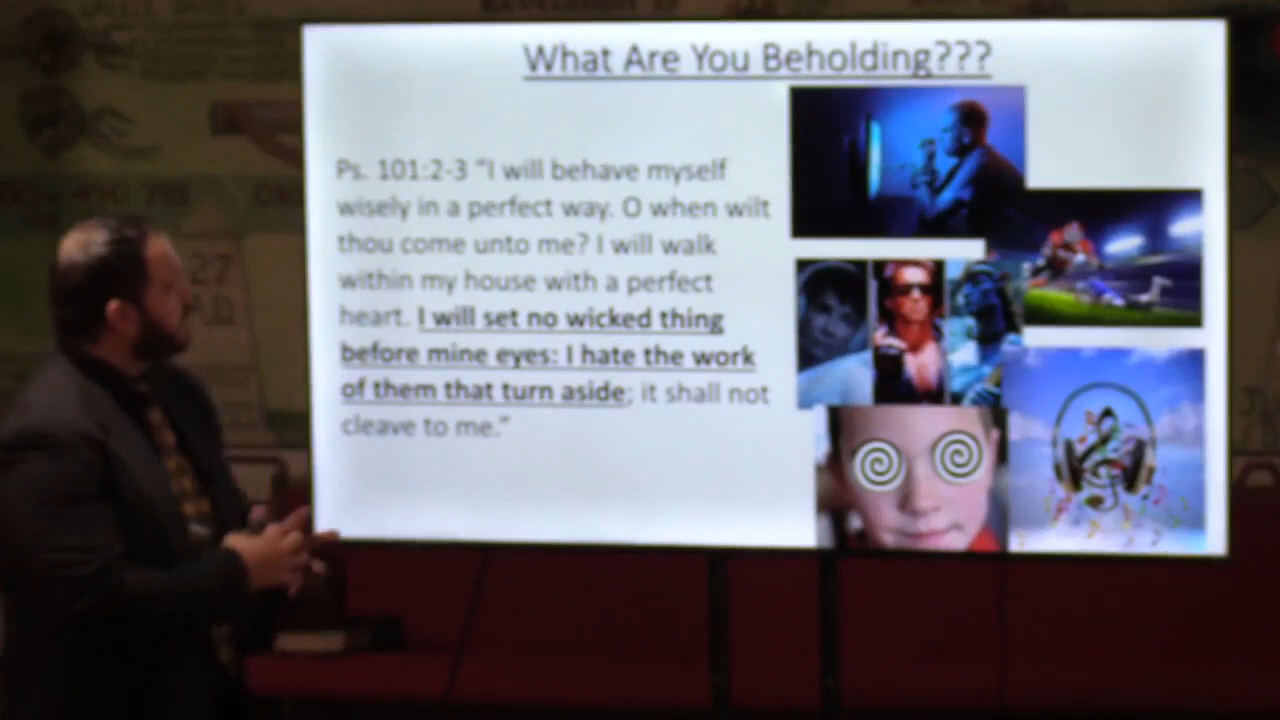 What Are You Beholding???
Ps. 101:2-3 “I will behave myself
wisely in a perfect way. O when wilt
thou come unto me? I will walk
within my house with a perfect
heart. I will set no wicked thing
before mine eyes: I hate the work
of them that turn aside; it shall not
cleave to me.”
27
A.D.